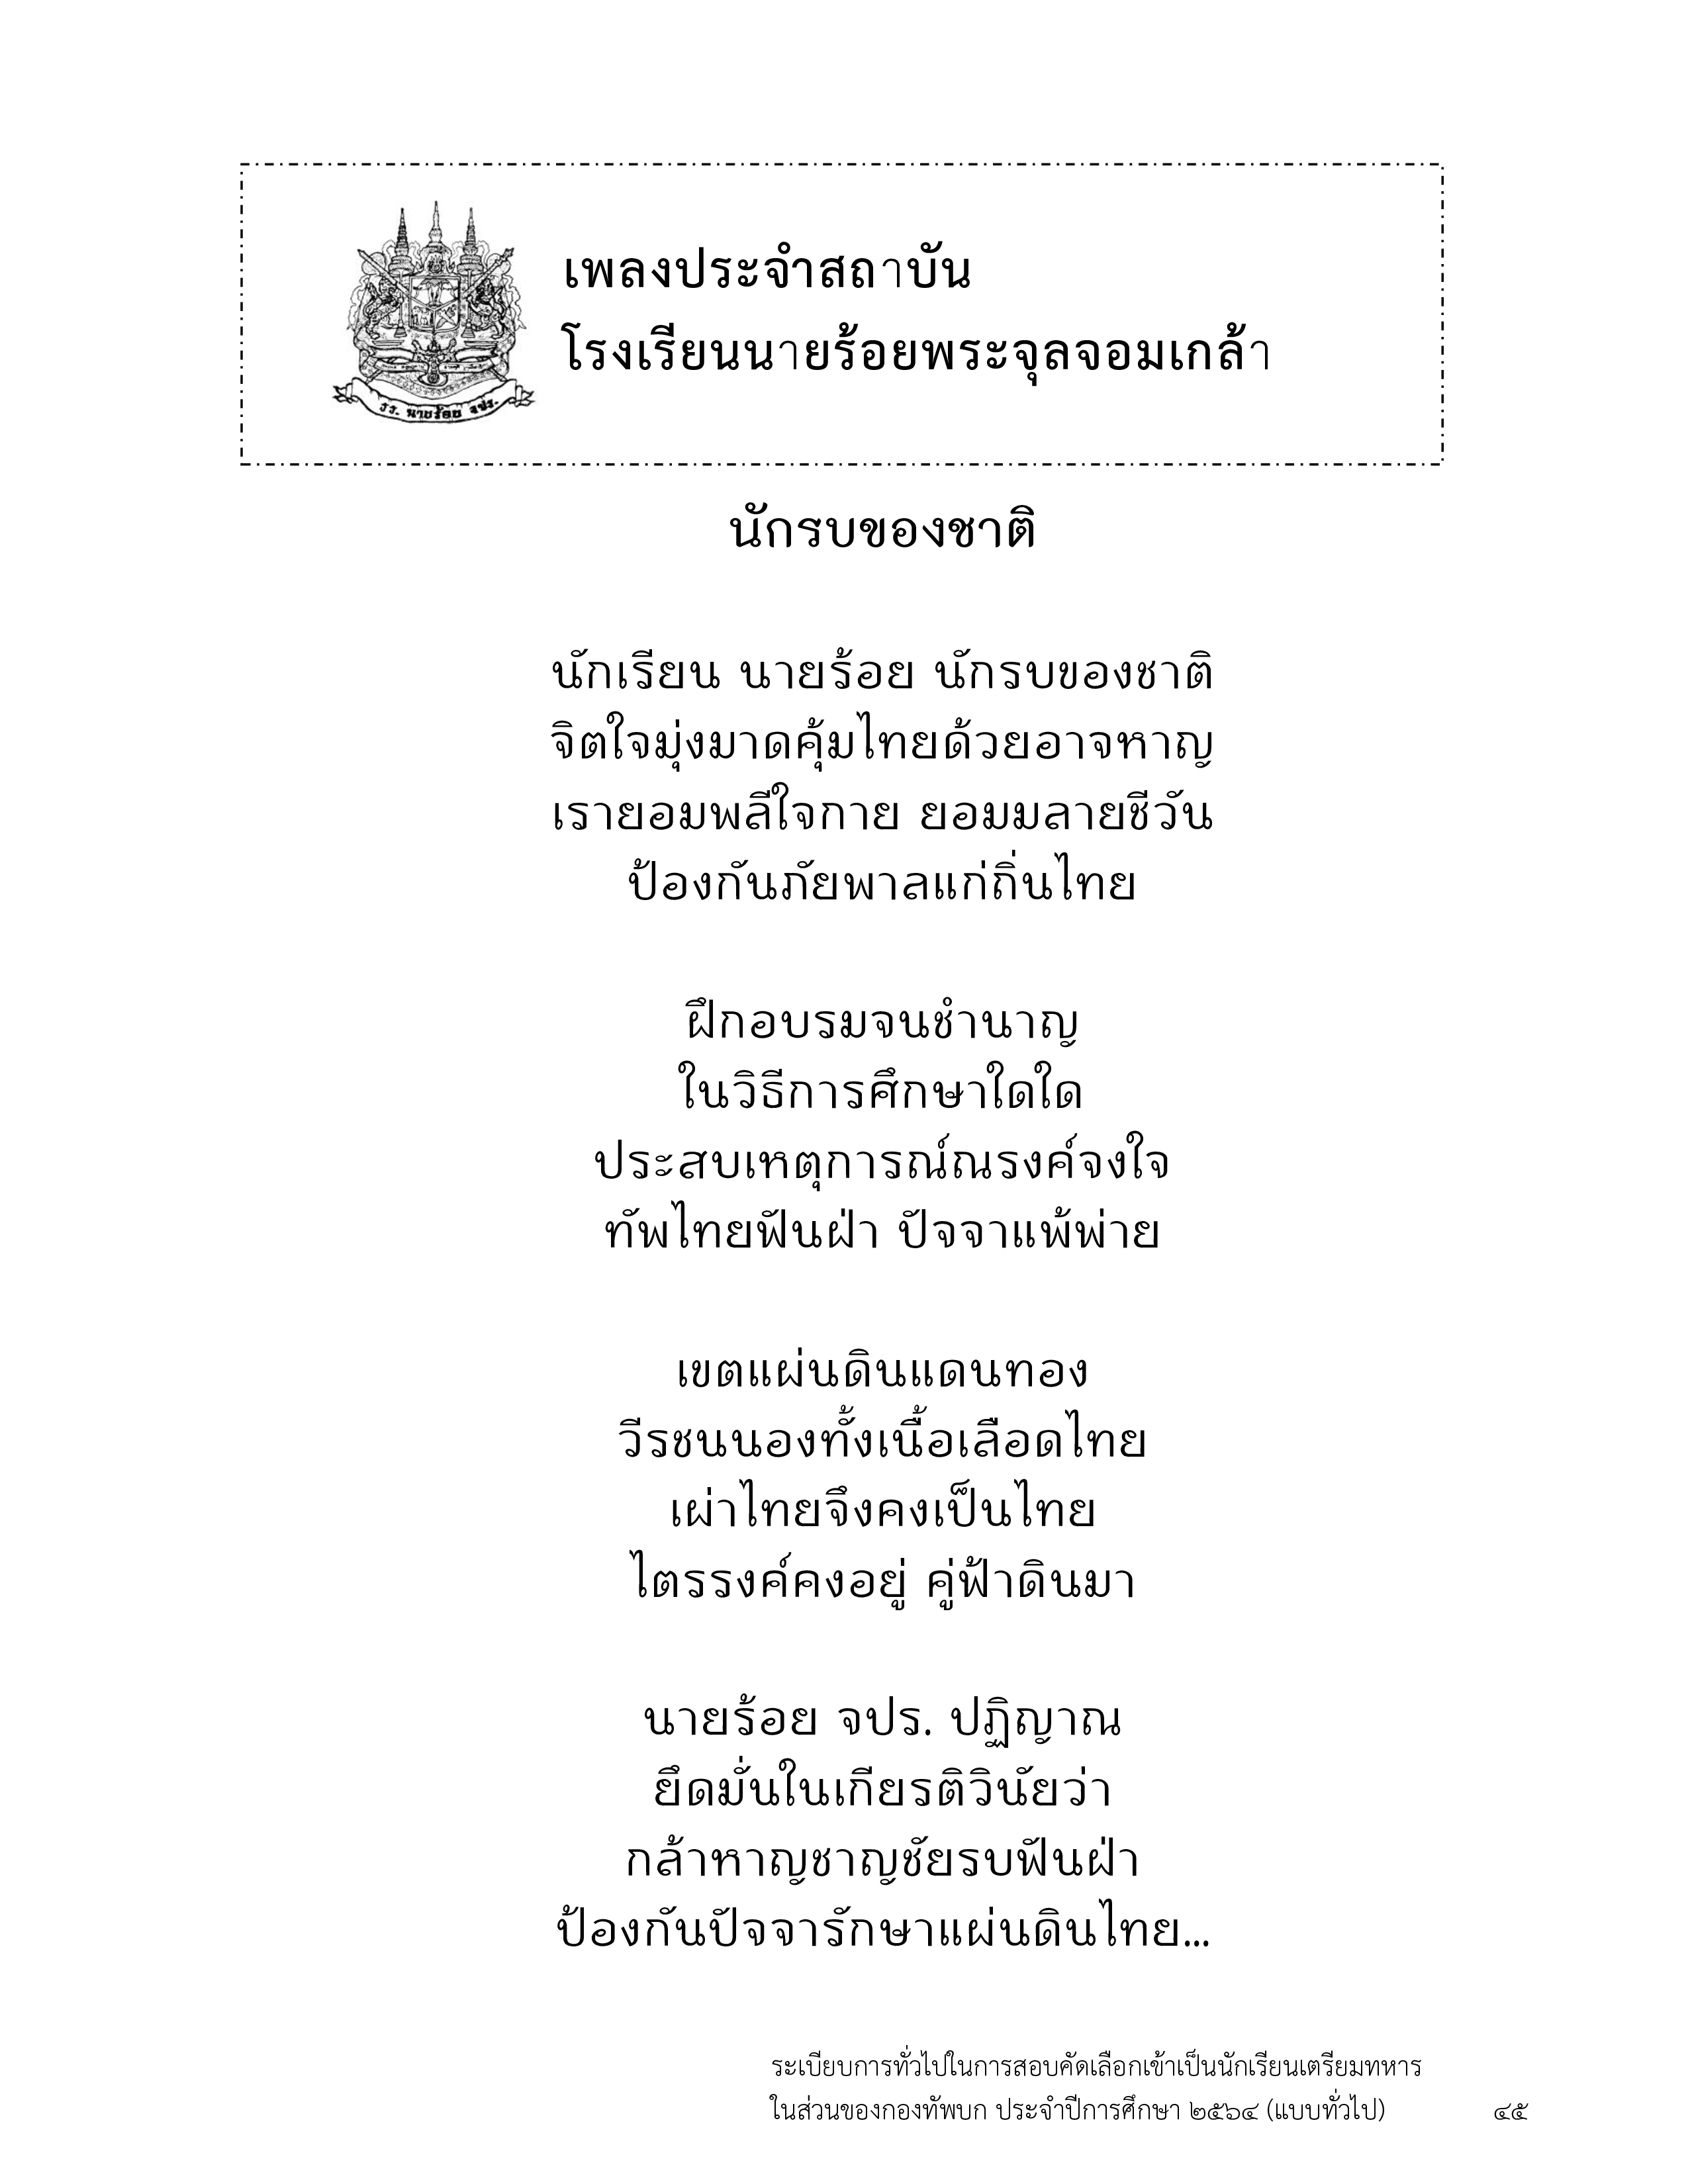 รร. นายร้อย จปร.
เพลงประจำสถาบัน
โรงเรียนนายร้อยพระจุลจอมเกล้า
นักรบของชาติ
นักเรียน นายร้อย นักรบของชาติ
จิตใจมุ่งมาดคุ้มไทยด้วยอาจหาญ
เรายอมพลีใจกาย ยอมมลายชีวัน
ป้องกันภัยพาลแก่ถิ่นไทย
ฝึกอบรมจนชำนาญ
ในวิธีการศึกษาใดใด
ประสบเหตุการณ์ณรงค์จงใจ
ทัพไทยฟันฝ่า ปัจจาแพ้พ่าย
เขตแผ่นดินแดนทอง
วีรชนนองทั้งเนื้อเลือดไทย
เผ่าไทยจึงคงเป็นไทย
ไตรรงค์คงอยู่ คู่ฟ้าดินมา
นายร้อย จปร. ปฏิญาณ
ยึดมั่นในเกียรติวินัยว่า
กล้าหาญชาญชัยรบฟันฝ่า
ป้องกันปัจจารักษาแผ่นดินไทย...
ระเบียบการทั่วไปในการสอบคัดเลือกเข้าเป็นนักเรียนเตรียมทหาร
ในส่วนของกองทัพบก ประจำปีการศึกษา ๒๕๖๔ (แบบทั่วไป) ๔๕